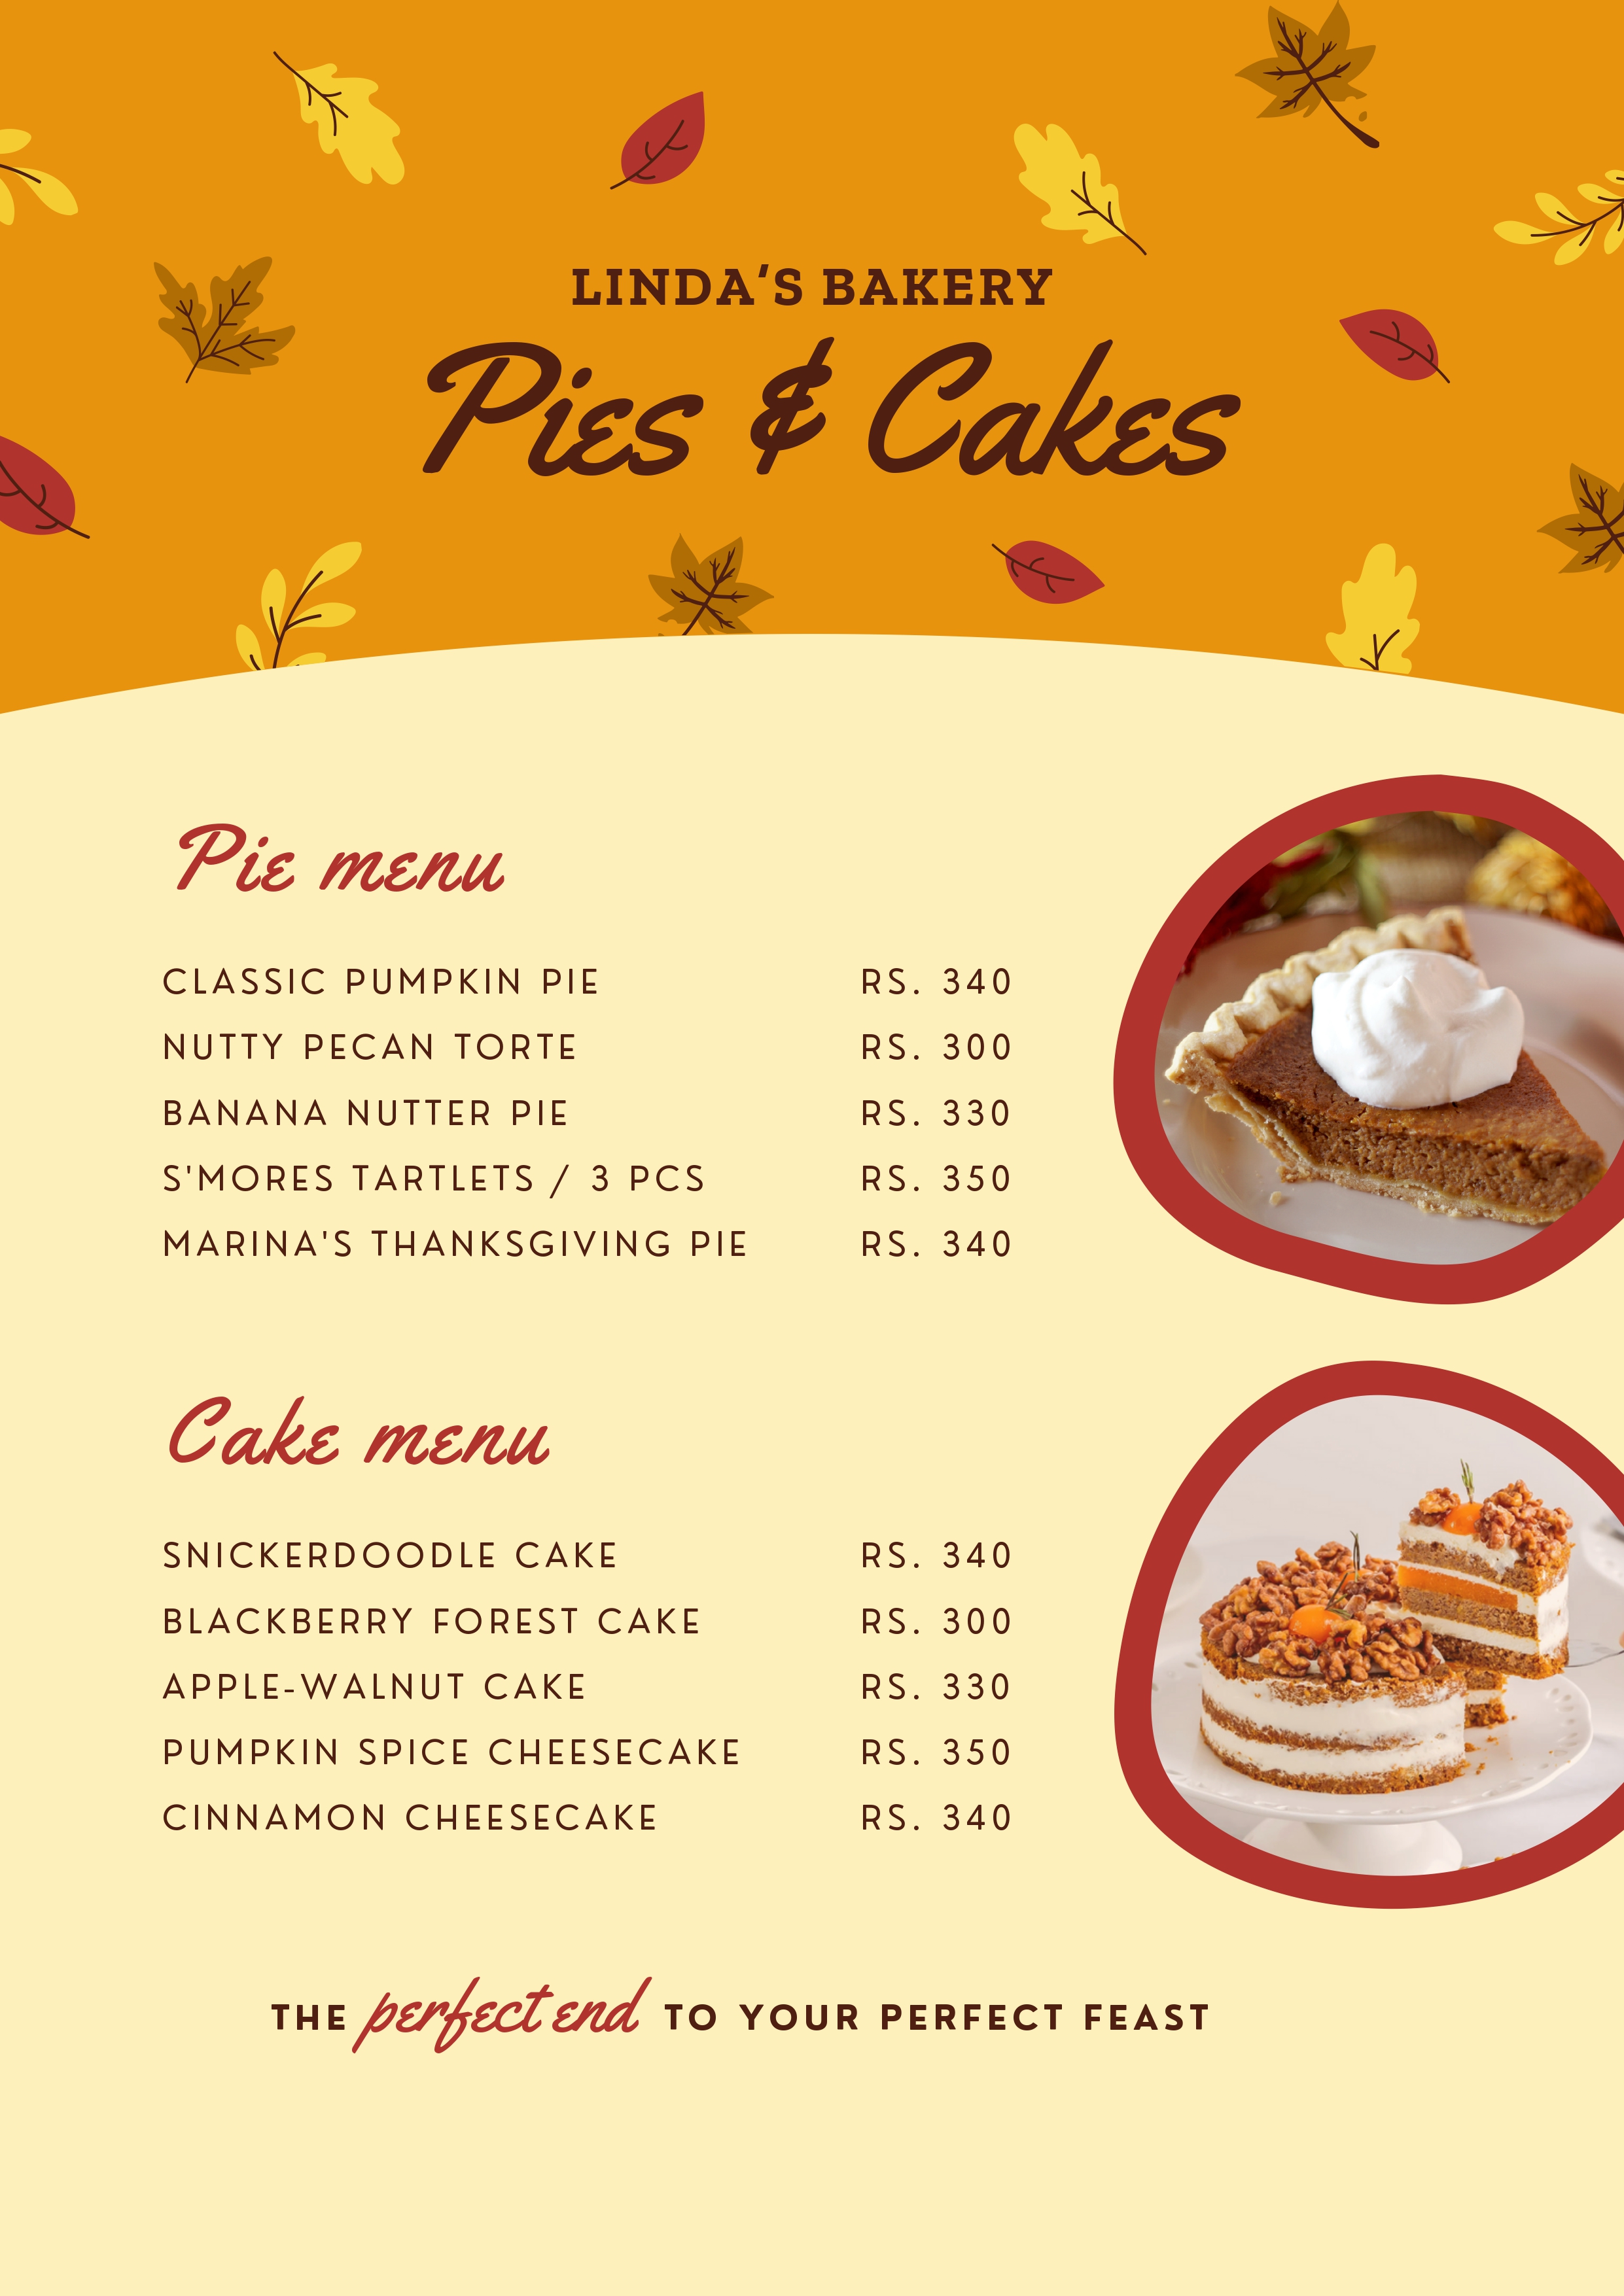 LINDA'S BAKERY
Pies & Cakes
Pie menu
CLASSIC PUMPKIN PIE RS. 340
NUTTY PECAN TORTE RS. 300
BANANA NUTTER PIE RS. 330
S'MORES TARTLETS / 3 PCS RS. 350
MARINA'S THANKSGIVING PIE RS. 340
Cake menu
SNICKERDOODLE CAKE RS. 340
BLACKBERRY FOREST CAKE RS. 300
APPLE-WALNUT CAKE RS. 330
PUMPKIN SPICE CHEESECAKE RS. 350
CINNAMON CHEESECAKE RS. 340
THE perfect end TO YOUR PERFECT FEAST